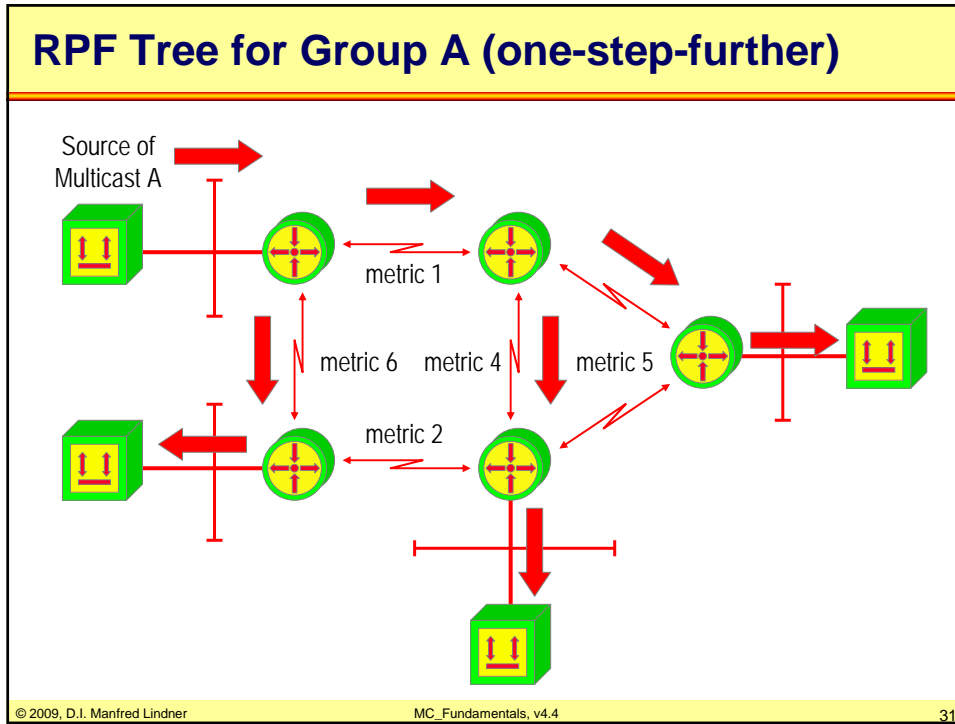 RPF Tree for Group A (one-step-further)
Source of
Multicast A
metric 1
metric 6
metric 4
metric 5
metric 2
© 2009, D.I. Manfred Lindner
MC_Fundamentals, v4.4
31